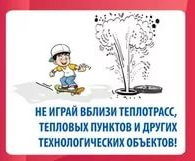 НЕ ИГРАЙ ВБЛИЗИ ТЕПЛОТРАСС,
ТЕПЛОВЫХ ПУНКТОВ И ДРУГИХ
ТЕХНОЛОГИЧЕСКИХ ОБЪЕКТОВ!